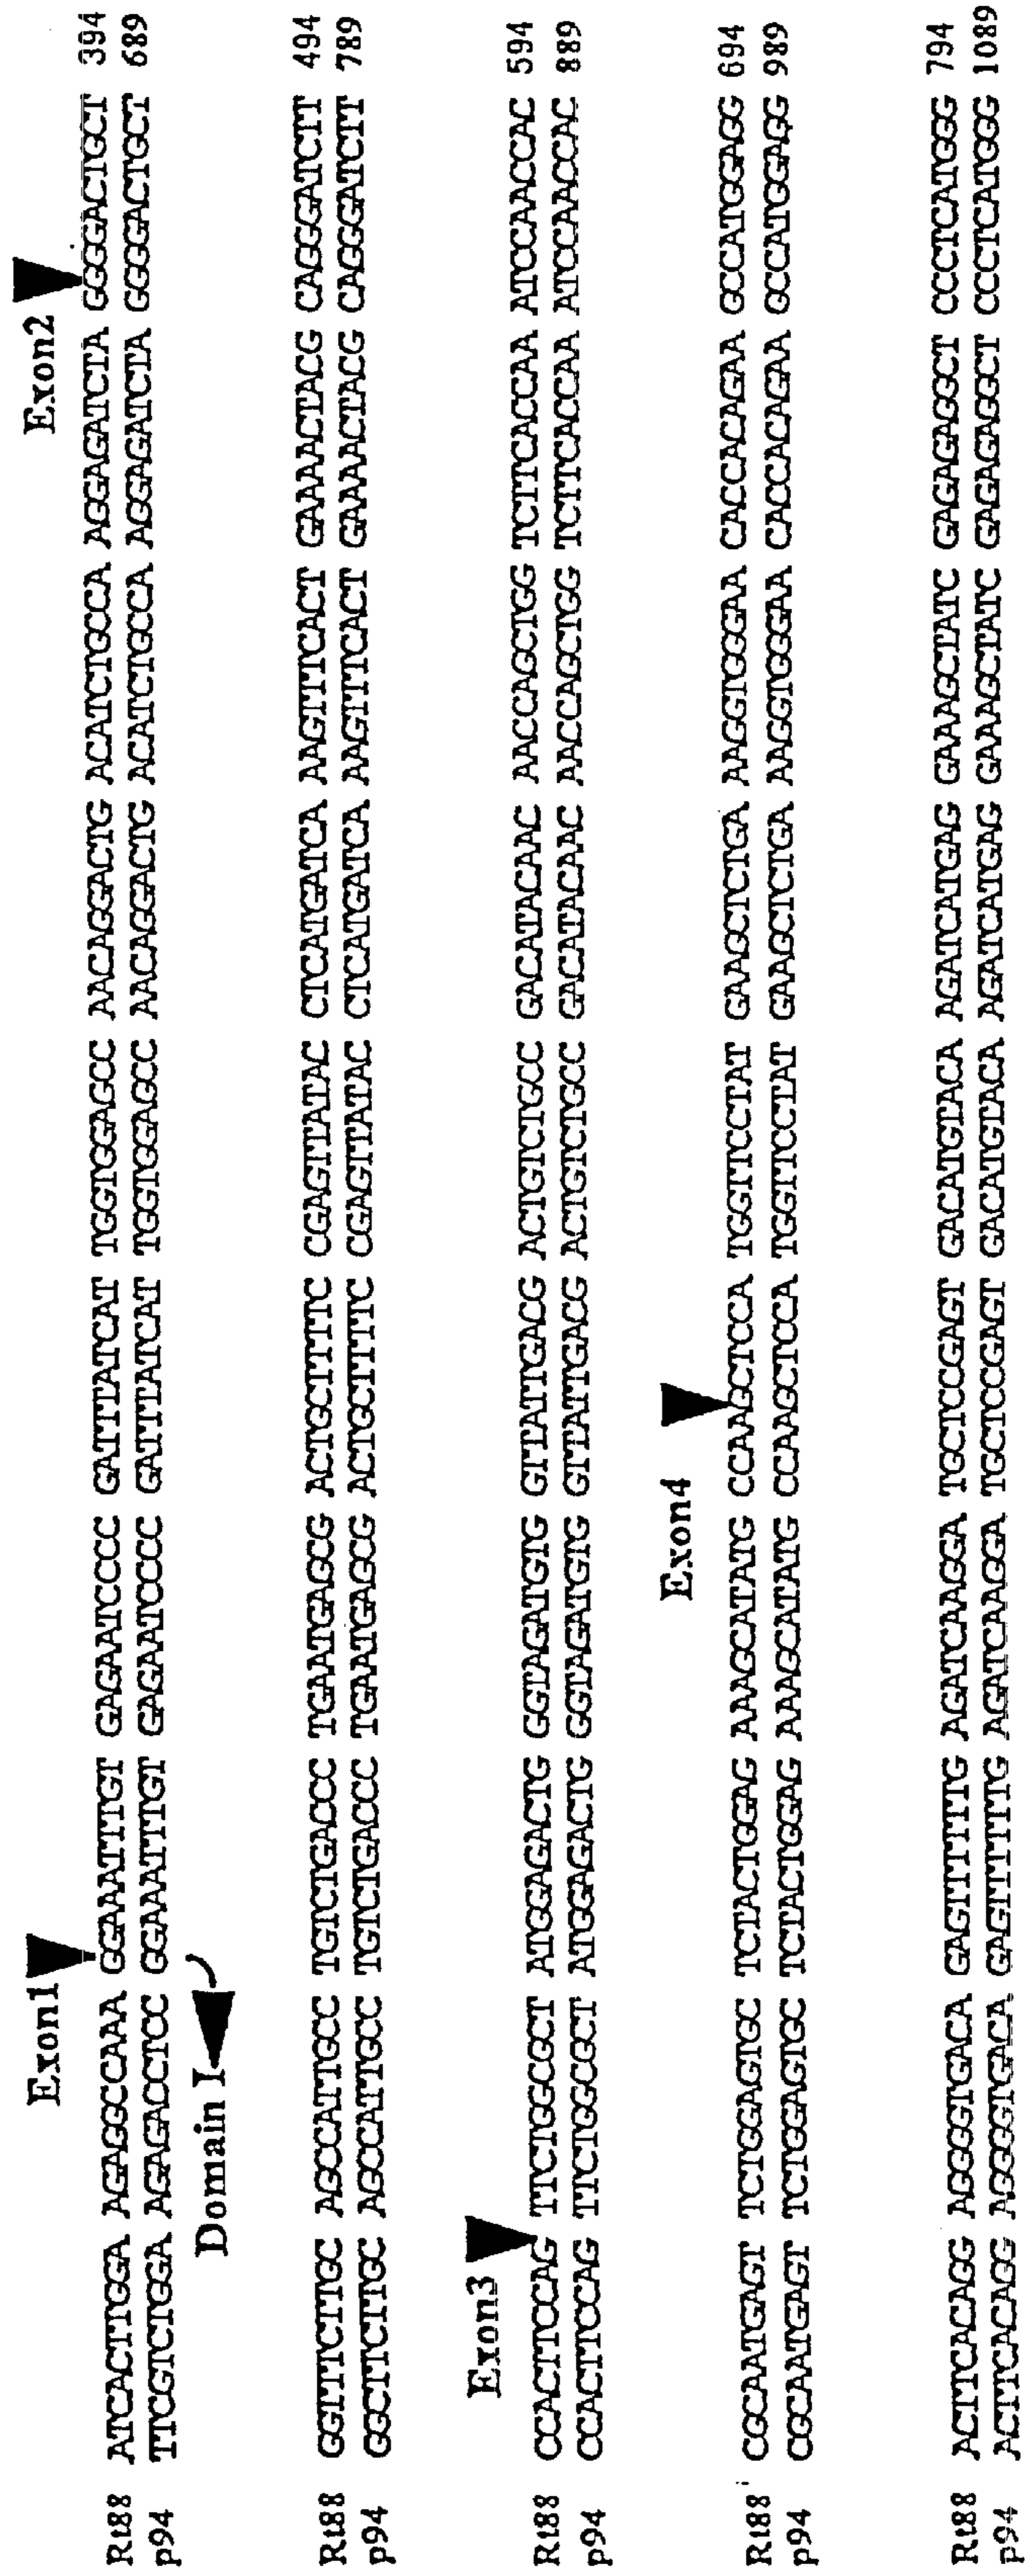 Exon1 Exon2
Rt88 ATCACTTGGA AGAGGCCAAA GGAATTTGT GAGAATCCCC GATTTATCAT TGGTGGAGCC AACAGGACTG ACATCTGCCA AGGAGATCTA GGGGACTGCT 394
p94 TTCGTCTGGA AGAGACCTCC GGAATTTGT GAGAATCCCC GATTTATCAT TGGTGGAGCC AACAGGACTG ACATCTGCCA AGGAGATCTA GGGGACTGCT 689
Domain I
Rt88 GGTTTCTTGC AGCCATTGCC TGTCTGACCC TGAATGAGCG ACTGCTTTTC CGAGTTATAC CTCATGATCA AAGTTTCACT GAAAACTACG CAGGGATCTT 494
p94 GGCTTCTTGC AGCCATTGCC TGTCTGACCC TGAATGAGCG ACTGCTTTTC CGAGTTATAC CTCATGATCA AAGTTTCACT GAAAACTACG CAGGGATCTT 789
Exon3
Rt88 CCACTTCCAG TTCTGGCGCT ATGGAGACTG GGTAGATGTG GTTATTGACG ACTGTCTGCC GACATACAAC AACCAGCTGG TCTTCACCAA ATCCAACCAC 594
p94 CCACTTCCAG TTCTGGCGCT ATGGAGACTG GGTAGATGTG GTTATTGACG ACTGTCTGCC GACATACAAC AACCAGCTGG TCTTCACCAA ATCCAACCAC 889
Exon4
Rt88 CGCAATGAGT TCTGGAGTGC TCTACTGGAG AAAGCATATG CCAAGCTCCA TGGTTCCTAT GAAGCTCTGA AAGGTGGGAA CACCACAGAA GCCATGGAGG 694
p94 CGCAATGAGT TCTGGAGTGC TCTACTGGAG AAAGCATATG CCAAGCTCCA TGGTTCCTAT GAAGCTCTGA AAGGTGGGAA CACCACAGAA GCCATGGAGG 989
Rt88 ACTTCACAGG AGGGGTGACA GAGTTTTTTG AGATCAAGGA TGCTCCGAGT GACATGTACA AGATCATGAG GAAAGCTATC GAGAGAGGCT CCCTCATGGG 794
p94 ACTTCACAGG AGGGGTGACA GAGTTTTTTG AGATCAAGGA TGCTCCGAGT GACATGTACA AGATCATGAG GAAAGCTATC GAGAGAGGCT CCCTCATGGG 1089